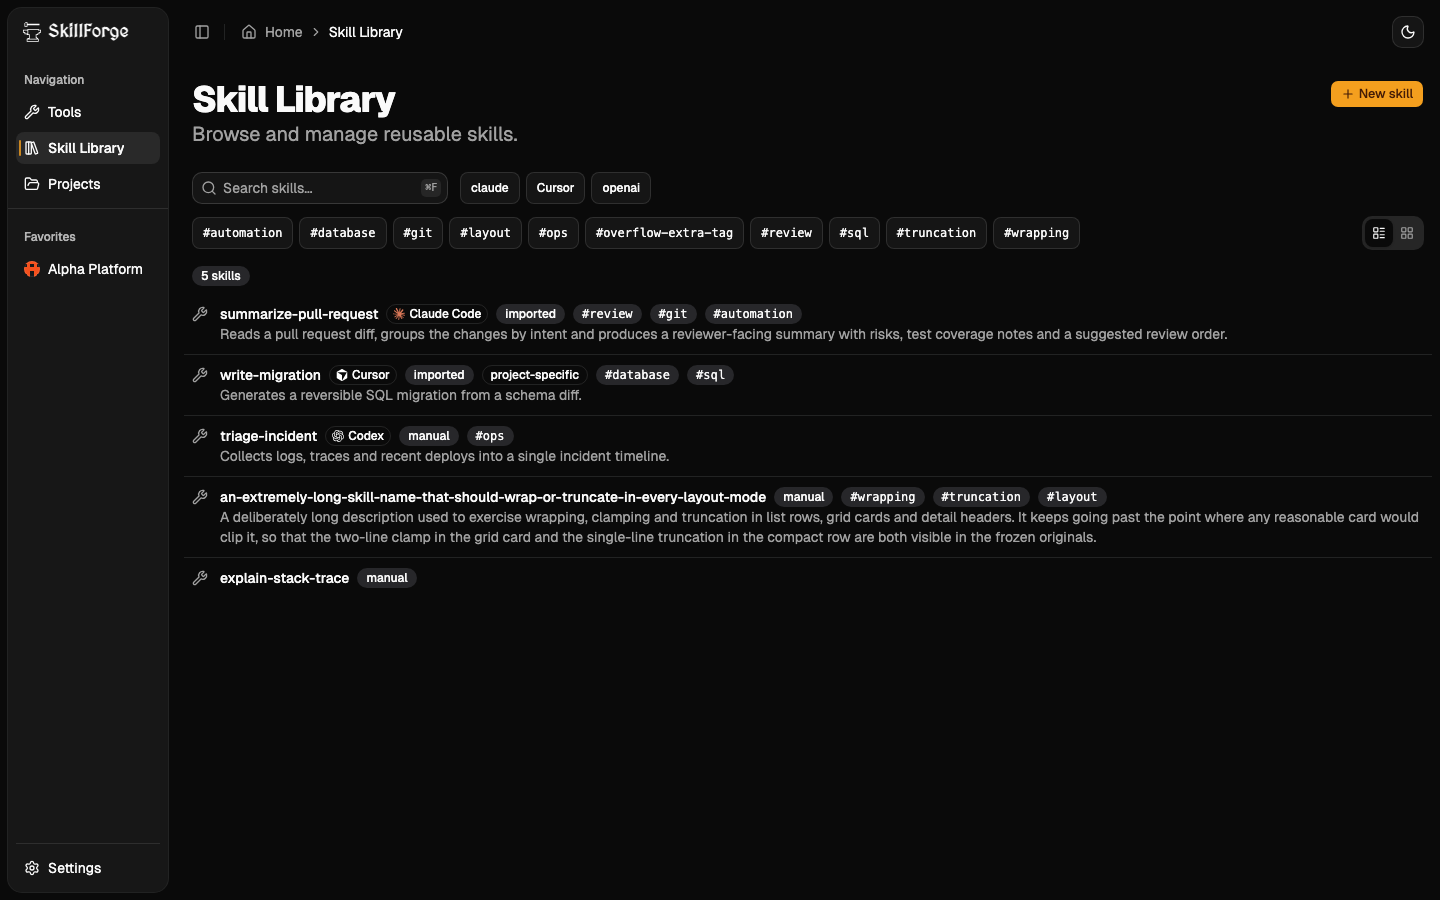 SkillForge
Home > Skill Library
Navigation
Tools
Skill Library
Projects
Favorites
Alpha Platform
Settings
Skill Library
New skill
Browse and manage reusable skills.
Search skills... ⌘F claude Cursor openai
#automation #database #git #layout #ops #overflow-extra-tag #review #sql #truncation #wrapping
5 skills
summarize-pull-request Claude Code imported #review #git #automation
Reads a pull request diff, groups the changes by intent and produces a reviewer-facing summary with risks, test coverage notes and a suggested review order.
write-migration Cursor imported project-specific #database #sql
Generates a reversible SQL migration from a schema diff.
triage-incident Codex manual #ops
Collects logs, traces and recent deploys into a single incident timeline.
an-extremely-long-skill-name-that-should-wrap-or-truncate-in-every-layout-mode manual #wrapping #truncation #layout
A deliberately long description used to exercise wrapping, clamping and truncation in list rows, grid cards and detail headers. It keeps going past the point where any reasonable card would
clip it, so that the two-line clamp in the grid card and the single-line truncation in the compact row are both visible in the frozen originals.
explain-stack-trace manual